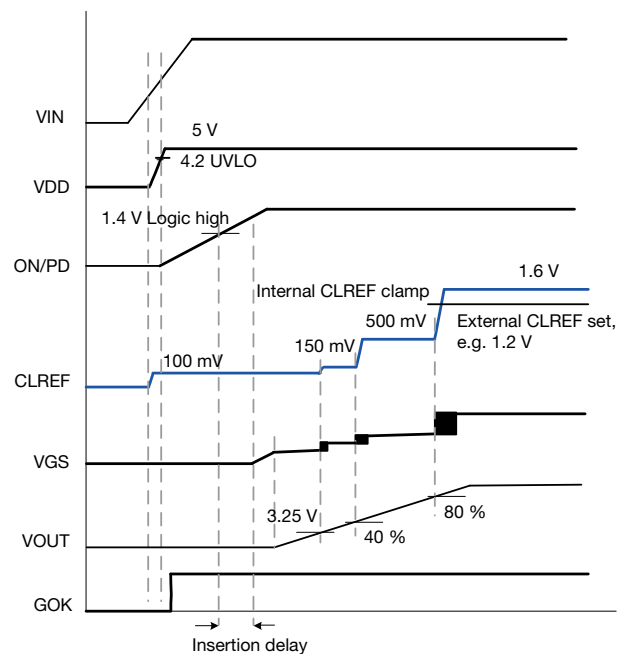 VIN
5 V
4.2 UVLO
VDD
1.4 V Logic high
ON/PD
1.6 V
Internal CLREF clamp
500 mV
External CLREF set,
e.g. 1.2 V
150 mV
100 mV
CLREF
VGS
3.25 V
80 %
40 %
VOUT
GOK
Insertion delay